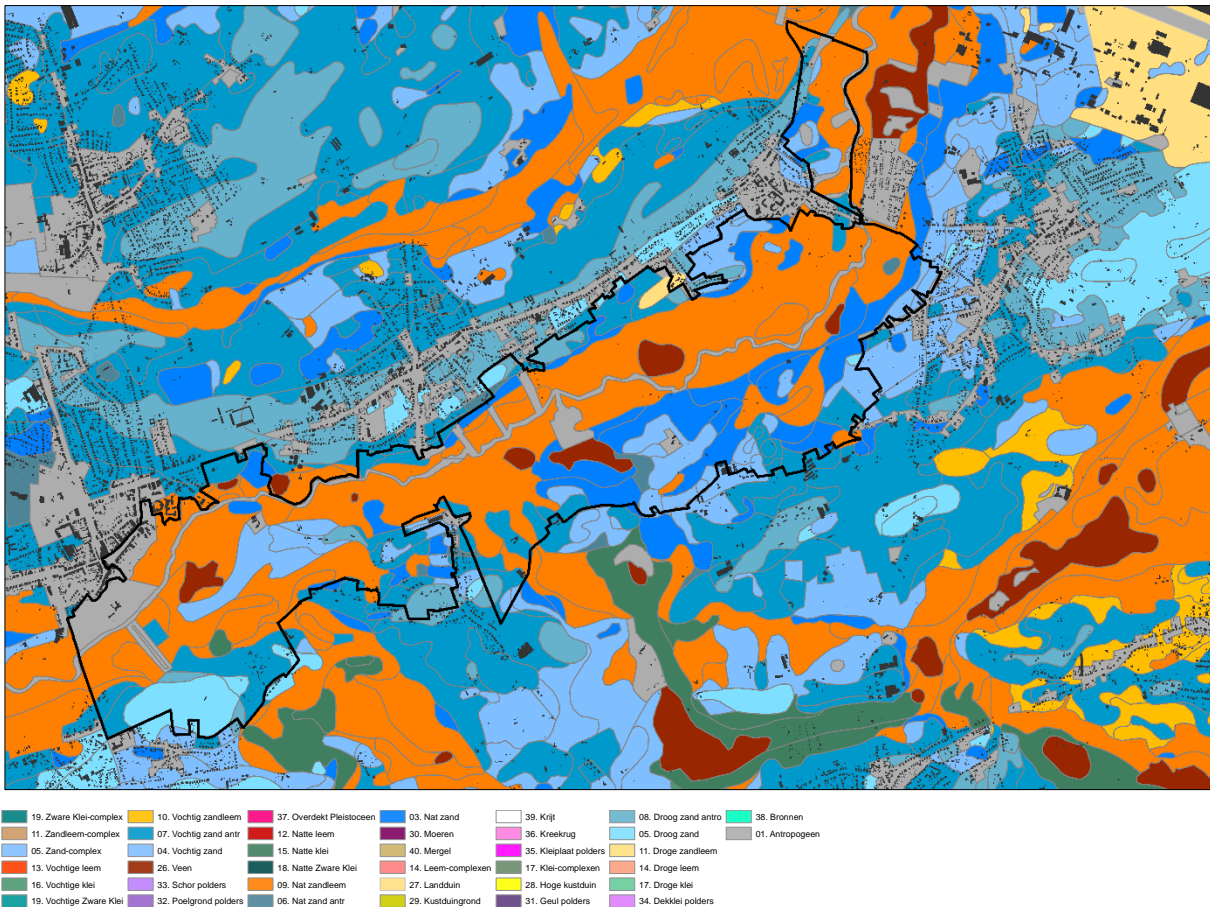 19. Zware Klei-complex
11. Zandleem-complex
05. Zand-complex
13. Vochtige leem
16. Vochtige klei
19. Vochtige Zware Klei
10. Vochtig zandleem
07. Vochtig zand antr
04. Vochtig zand
26. Veen
33. Schor polders
32. Poelgrond polders
37. Overdekt Pleistoceen
12. Natte leem
15. Natte klei
18. Natte Zware Klei
09. Nat zandleem
06. Nat zand antr
03. Nat zand
30. Moeren
40. Mergel
14. Leem-complexen
27. Landduin
29. Kustduingrond
39. Krijt
36. Kreekrug
35. Kleiplaat polders
17. Klei-complexen
28. Hoge kustduin
31. Geul polders
08. Droog zand antro
05. Droog zand
11. Droge zandleem
14. Droge leem
17. Droge klei
34. Dekklei polders
38. Bronnen
01. Antropogeen